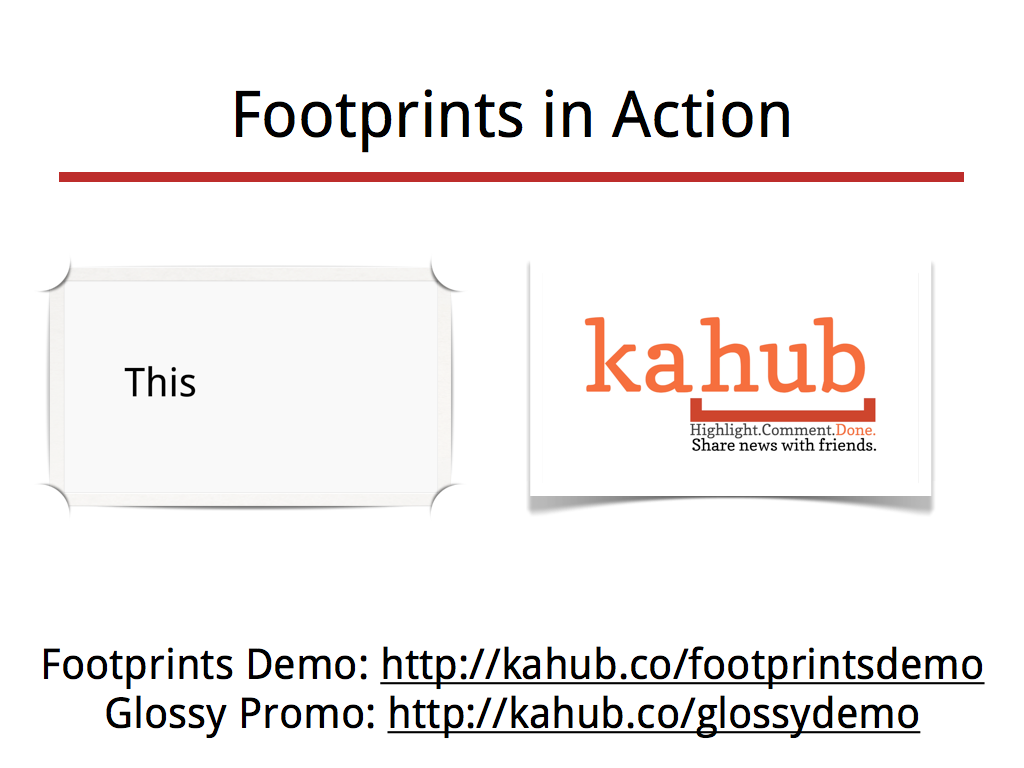 Footprints in Action
This
kahub
Highlight.Comment.Done.
Share news with friends.
Footprints Demo: http://kahub.co/footprintsdemo
Glossy Promo: http://kahub.co/glossydemo